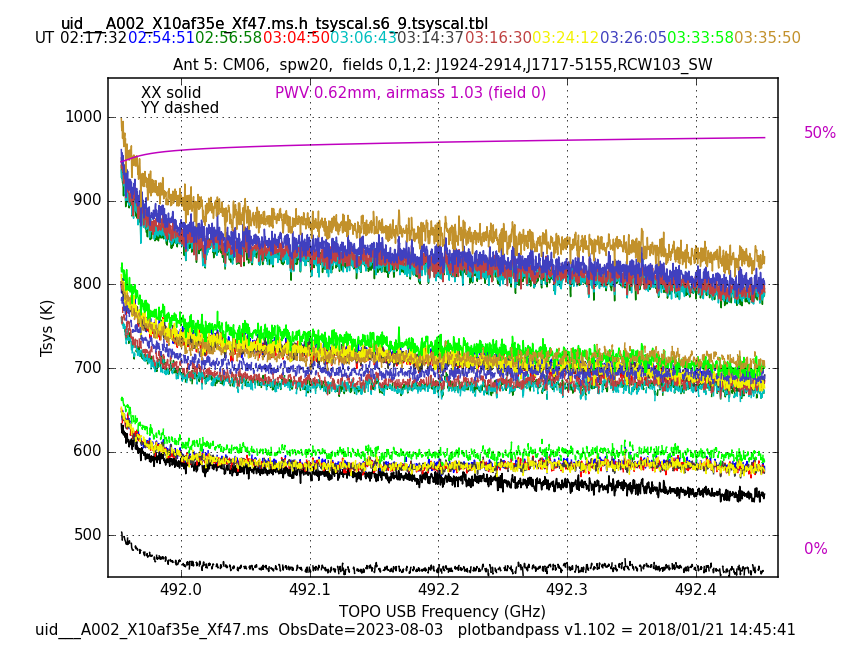 uid___A002_X10af35e_Xf47.ms.h_tsyscal.s6_9.tsyscal.tbl
UT 02:17:32 02:54:51 02:56:58 03:04:50 03:06:43 03:14:37 03:16:30 03:24:12 03:26:05 03:33:58 03:35:50
Ant 5: CM06,  spw20,  fields 0,1,2: J1924-2914,J1717-5155,RCW103_SW
XX solid
PWV 0.62mm, airmass 1.03 (field 0)
YY dashed
1000
50%
900
800
700
600
500
0%
Tsys (K)
492.0 492.1 492.2 492.3 492.4
TOPO USB Frequency (GHz)
uid___A002_X10af35e_Xf47.ms  ObsDate=2023-08-03   plotbandpass v1.102 = 2018/01/21 14:45:41